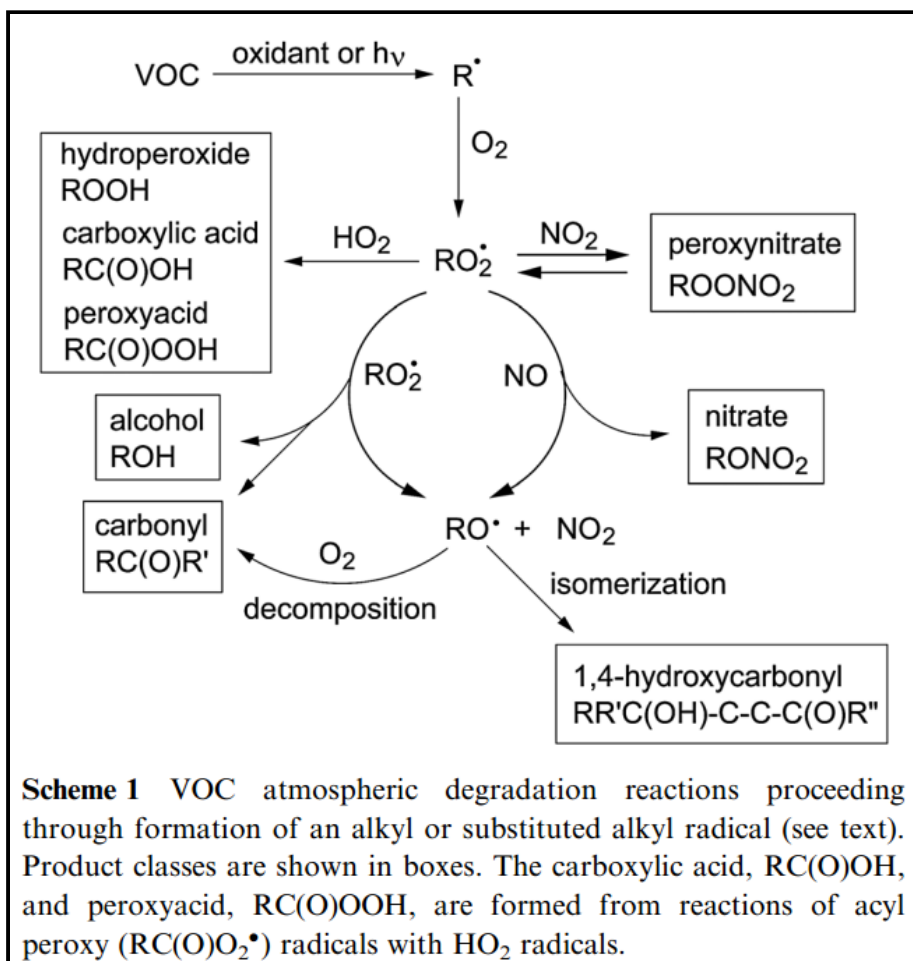 oxidant or hν
VOC
R•
O₂
hydroperoxide
ROOH
carboxylic acid
RC(O)OH
peroxyacid
RC(O)OOH
HO₂
RO₂•
NO₂
peroxynitrate
ROONO₂
RO₂•
NO
alcohol
ROH
nitrate
RONO₂
carbonyl
RC(O)R'
RO• + NO₂
O₂
decomposition
isomerization
1,4-hydroxycarbonyl
RR'C(OH)-C-C-C(O)R"
Scheme 1 VOC atmospheric degradation reactions proceeding
through formation of an alkyl or substituted alkyl radical (see text).
Product classes are shown in boxes. The carboxylic acid, RC(O)OH,
and peroxyacid, RC(O)OOH, are formed from reactions of acyl
peroxy (RC(O)O₂•) radicals with HO₂ radicals.